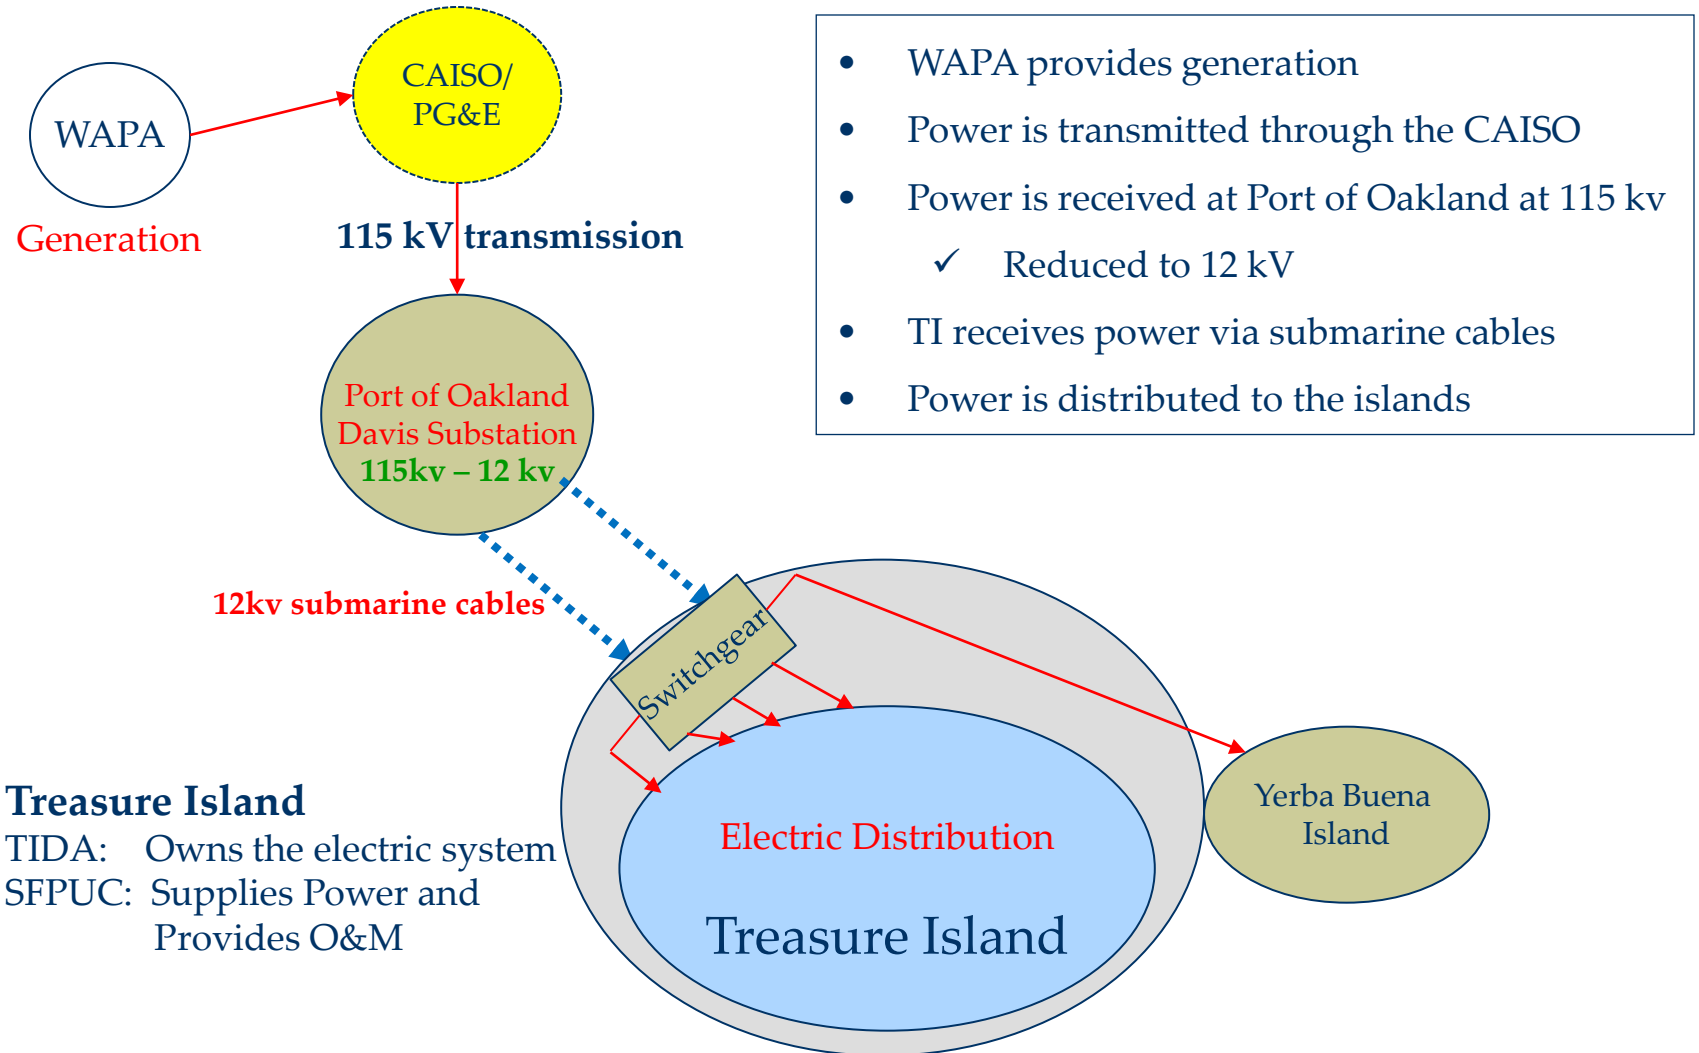 WAPA
Generation
CAISO/
PG&E
115 kV transmission
Port of Oakland
Davis Substation
115kv – 12 kv
12kv submarine cables
• WAPA provides generation
• Power is transmitted through the CAISO
• Power is received at Port of Oakland at 115 kv
✓ Reduced to 12 kV
• TI receives power via submarine cables
• Power is distributed to the islands
Switchgear
Electric Distribution
Treasure Island
Yerba Buena
Island
Treasure Island
TIDA: Owns the electric system
SFPUC: Supplies Power and
Provides O&M